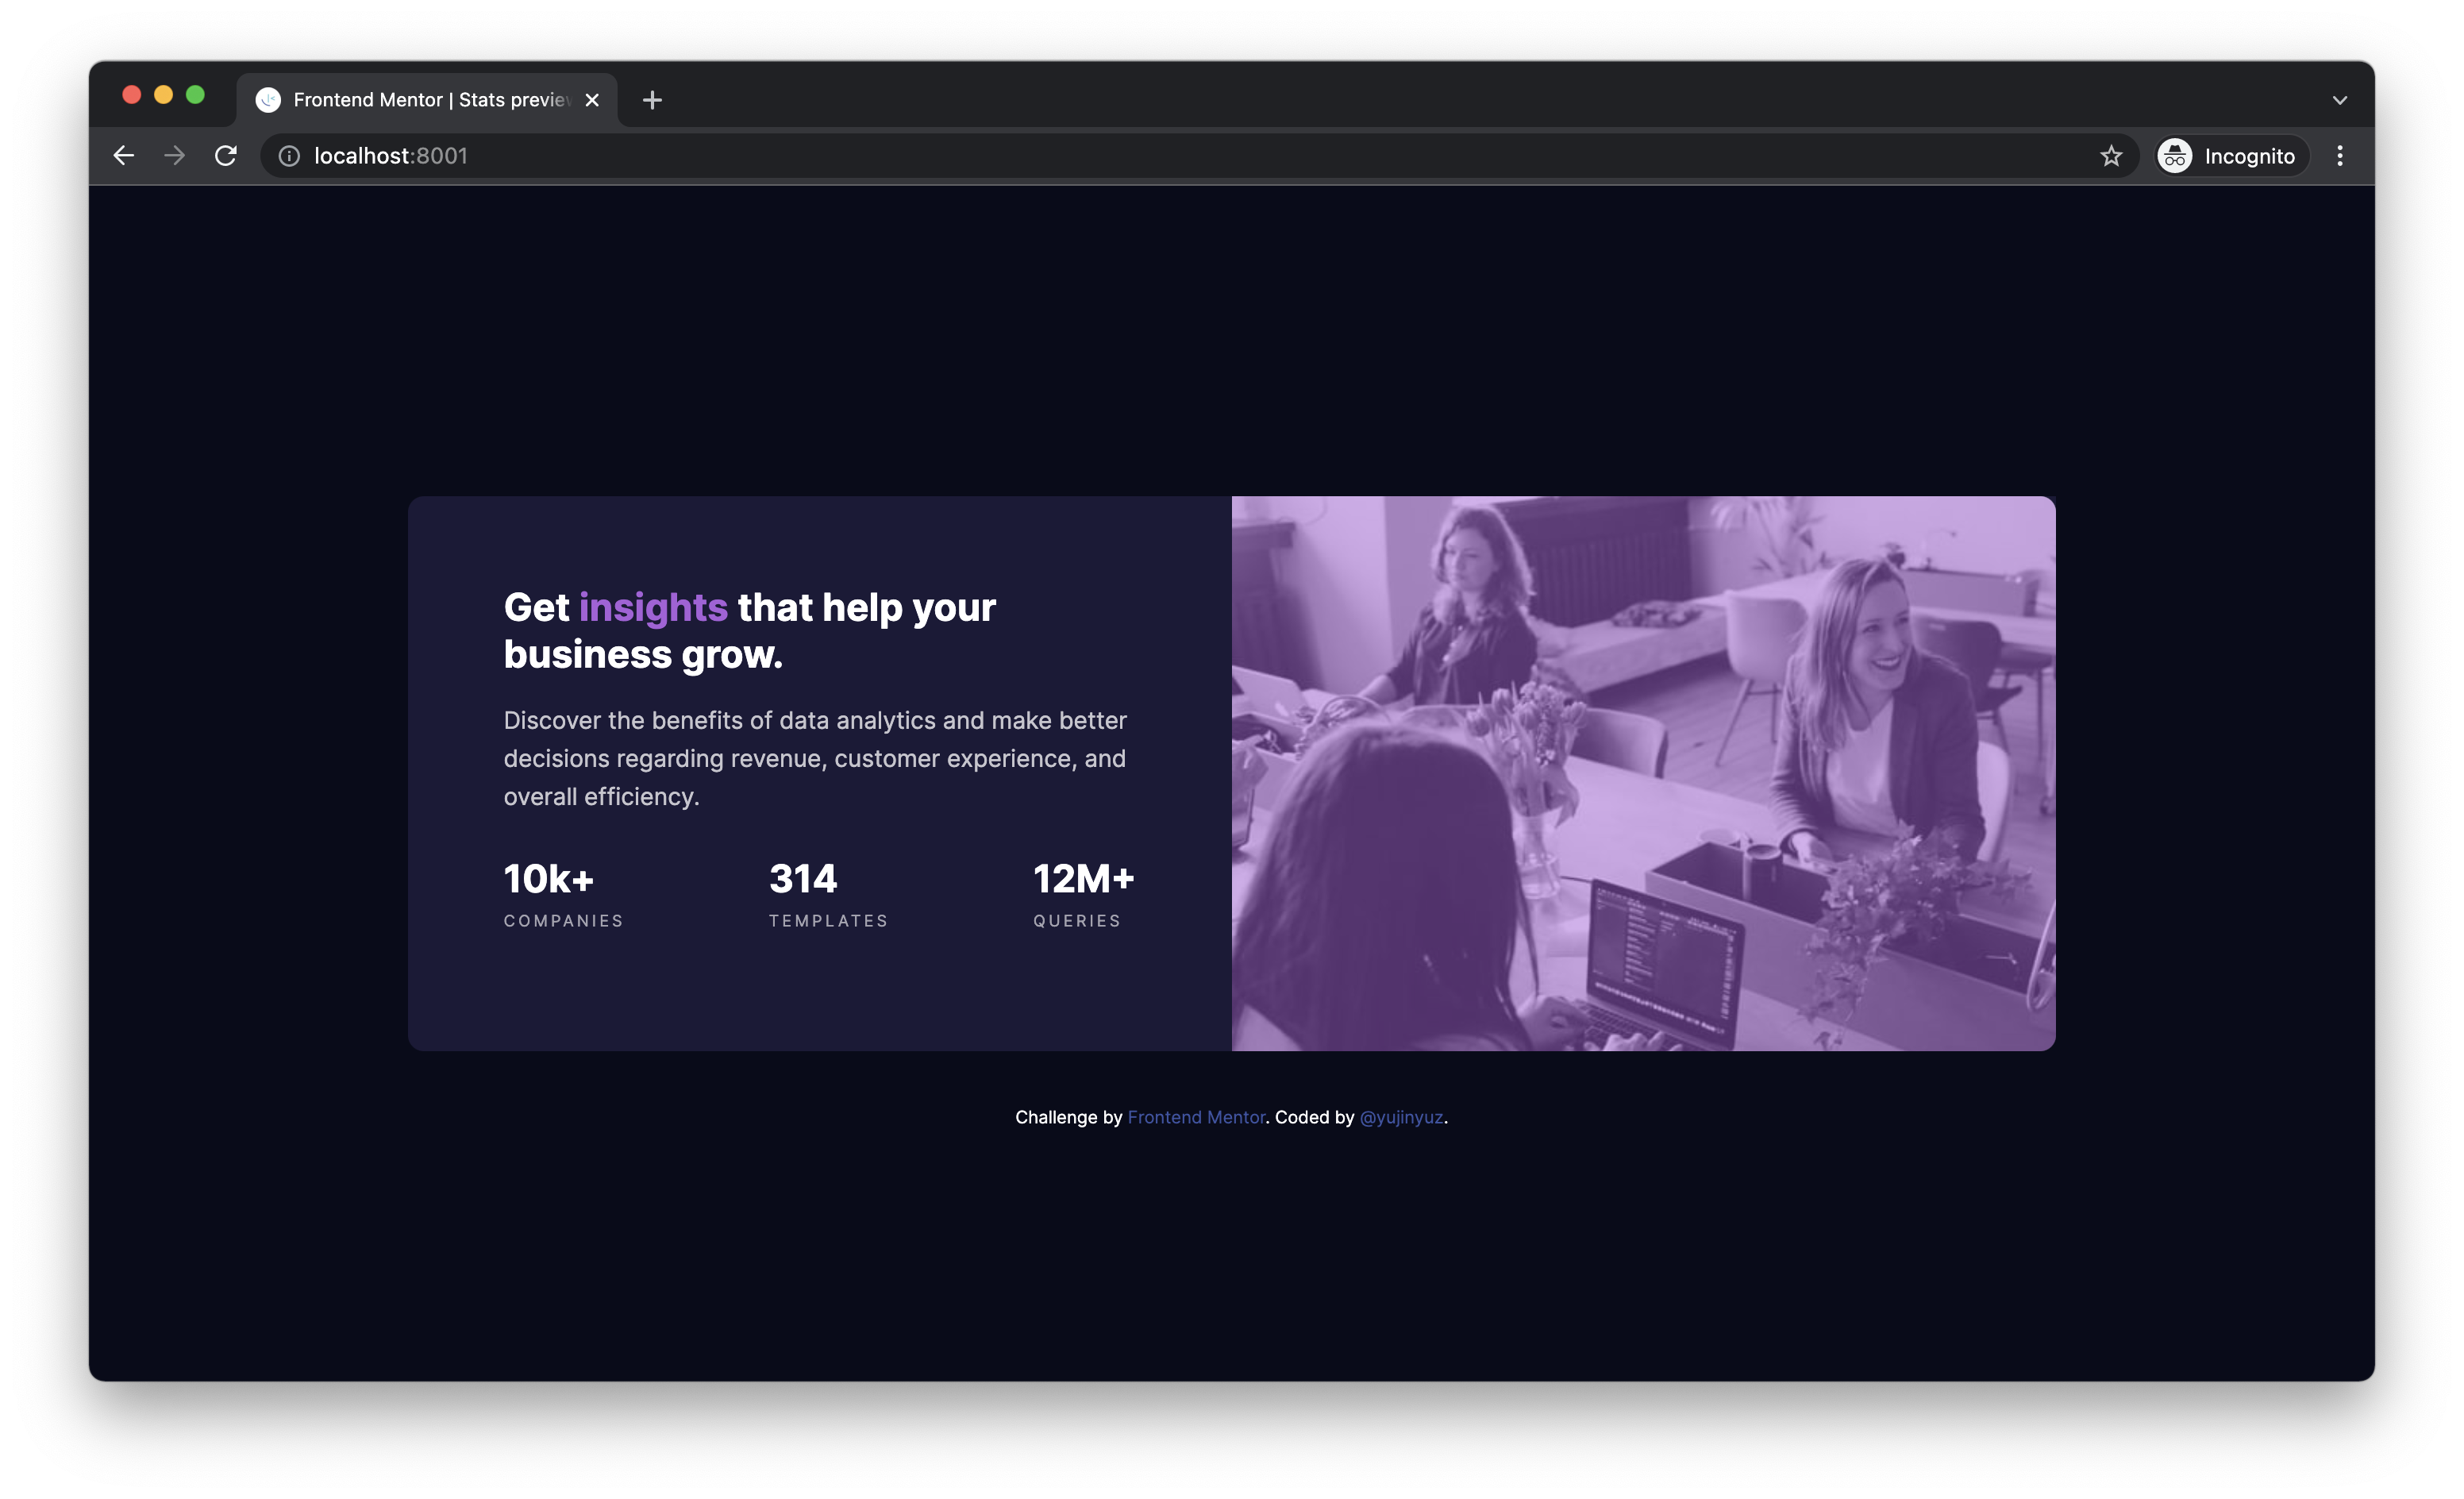 Frontend Mentor | Stats preview
localhost:8001
Incognito
Get insights that help your
business grow.
Discover the benefits of data analytics and make better
decisions regarding revenue, customer experience, and
overall efficiency.
10k+ 314 12M+
COMPANIES TEMPLATES QUERIES
Challenge by Frontend Mentor. Coded by @yujinyuz.